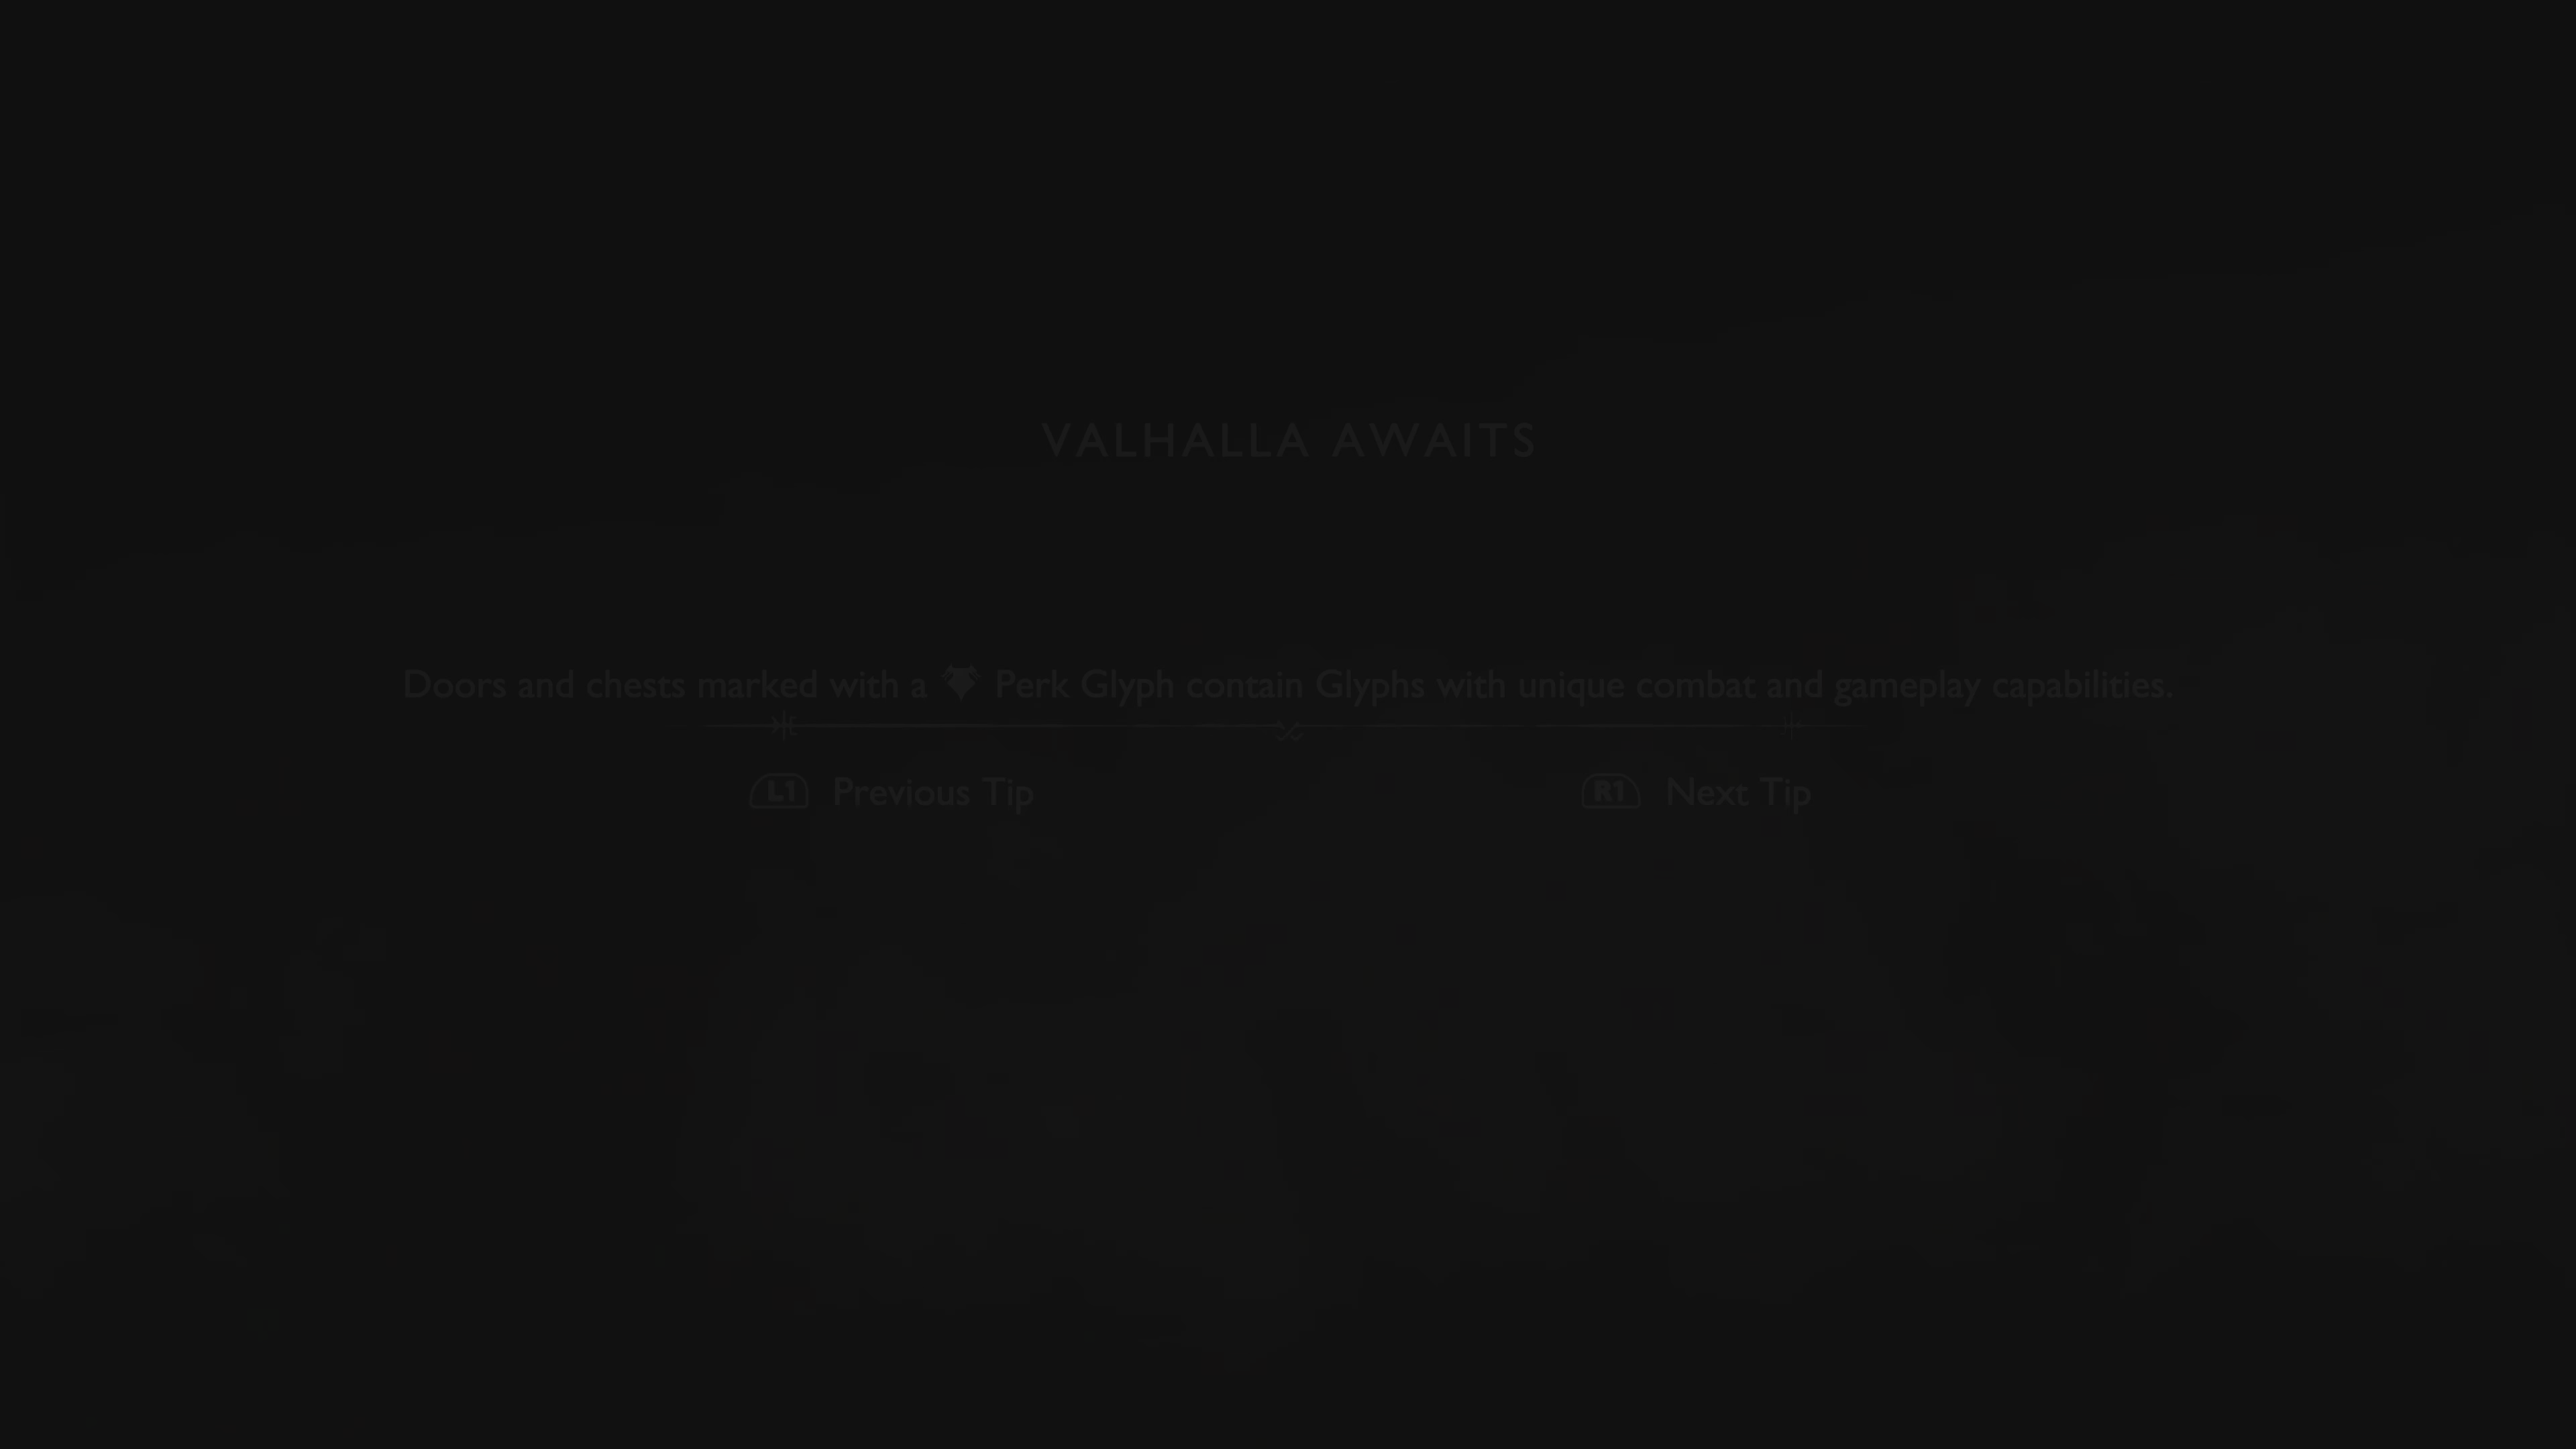 VALHALLA AWAITS
Doors and chests marked with a Perk Glyph contain Glyphs with unique combat and gameplay capabilities.
L1 Previous Tip
R1 Next Tip